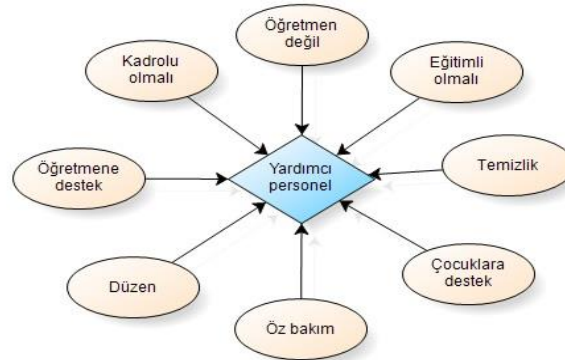 Öğretmen
değil
Kadrolu
olmalı
Eğitimli
olmalı
Öğretmene
destek
Yardımcı
personel
Temizlik
Düzen
Çocuklara
destek
Öz bakım